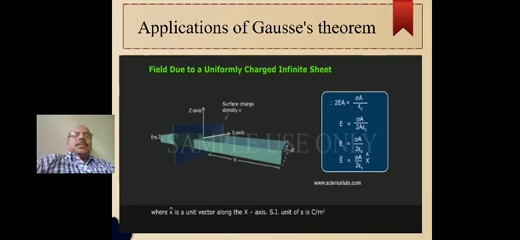 Applications of Gausse's theorem
Field Due to a Uniformly Charged Infinite Sheet
Z-axis
Surface charge
density σ
Y-axis
SAMPLE USE ONLY
∴ 2EA = σA/ε₀
E = σA/2Aε₀
E = σA/2ε₀
E = σA/2ε₀ X̂
www.sciencetuts.com
where x̂ is a unit vector along the X – axis. S.I. unit of s is C/m²